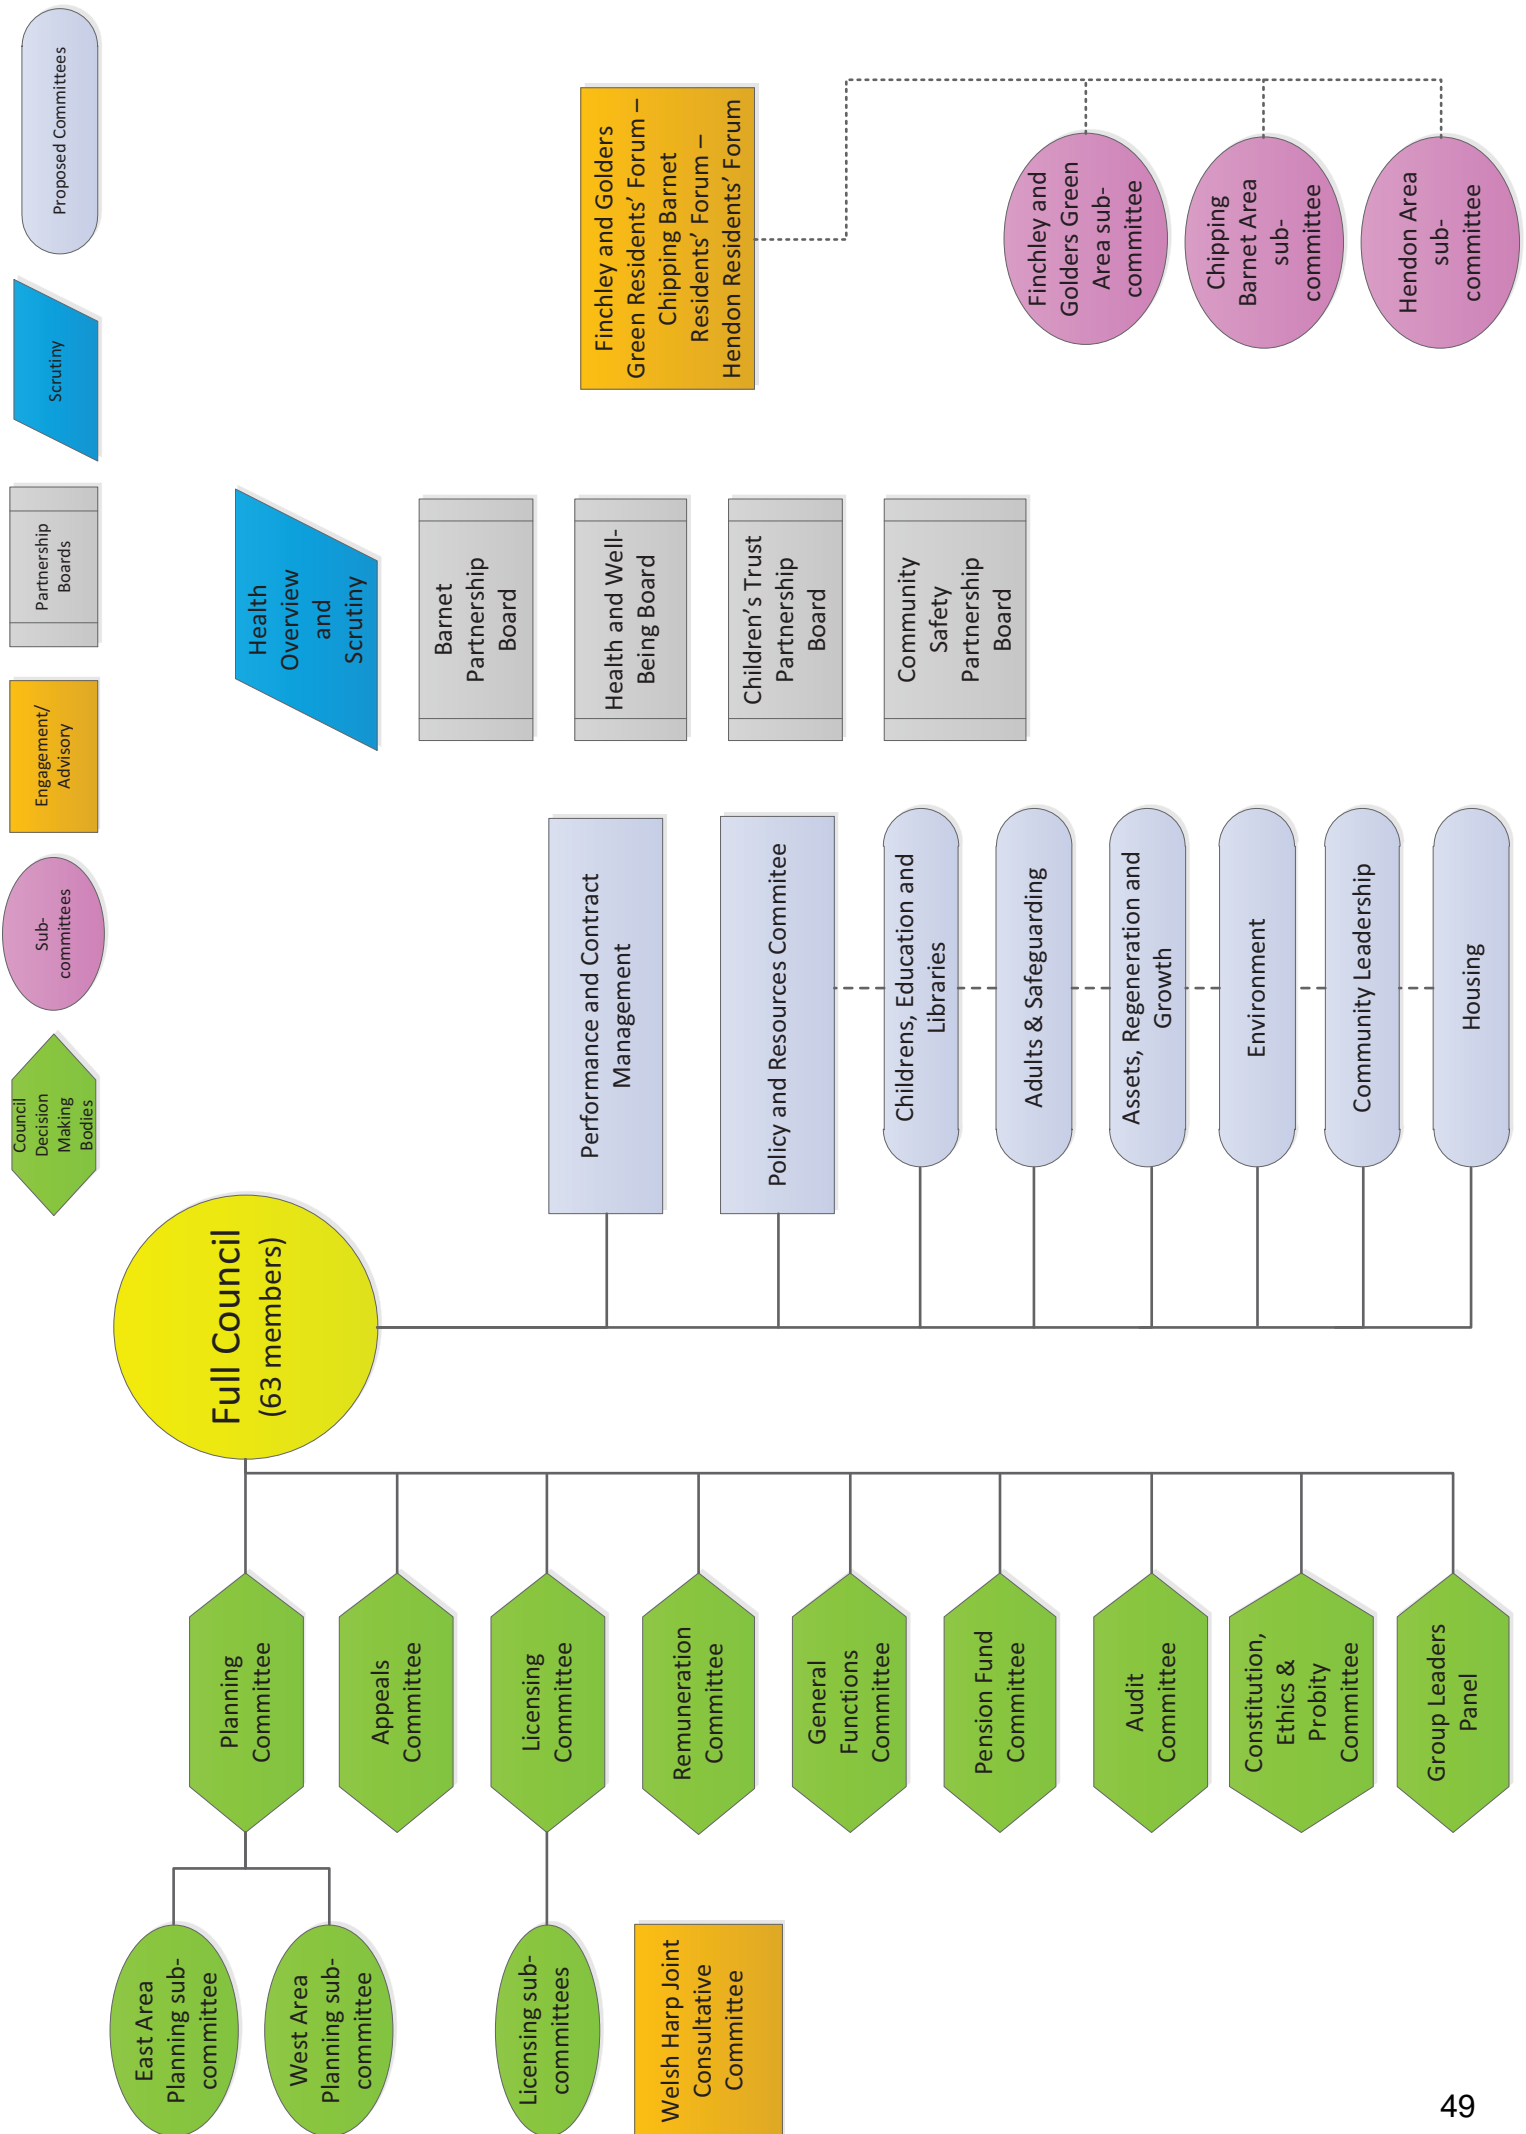 Council
Decision
Making
Bodies
Sub-
committees
Engagement/
Advisory
Partnership
Boards
Scrutiny
Proposed Committees
Full Council
(63 members)
East Area
Planning sub-
committee
West Area
Planning sub-
committee
Licensing sub-
committees
Welsh Harp Joint
Consultative
Committee
Planning
Committee
Appeals
Committee
Licensing
Committee
Remuneration
Committee
General
Functions
Committee
Pension Fund
Committee
Audit
Committee
Constitution,
Ethics &
Probity
Committee
Group Leaders
Panel
Performance and Contract
Management
Policy and Resources Commitee
Childrens, Education and
Libraries
Adults & Safeguarding
Assets, Regeneration and
Growth
Environment
Community Leadership
Housing
Health
Overview
and
Scrutiny
Barnet
Partnership
Board
Health and Well-
Being Board
Children's Trust
Partnership
Board
Community
Safety
Partnership
Board
Finchley and Golders
Green Residents' Forum –
Chipping Barnet
Residents' Forum –
Hendon Residents' Forum
Finchley and
Golders Green
Area sub-
committee
Chipping
Barnet Area
sub-
committee
Hendon Area
sub-
committee
49